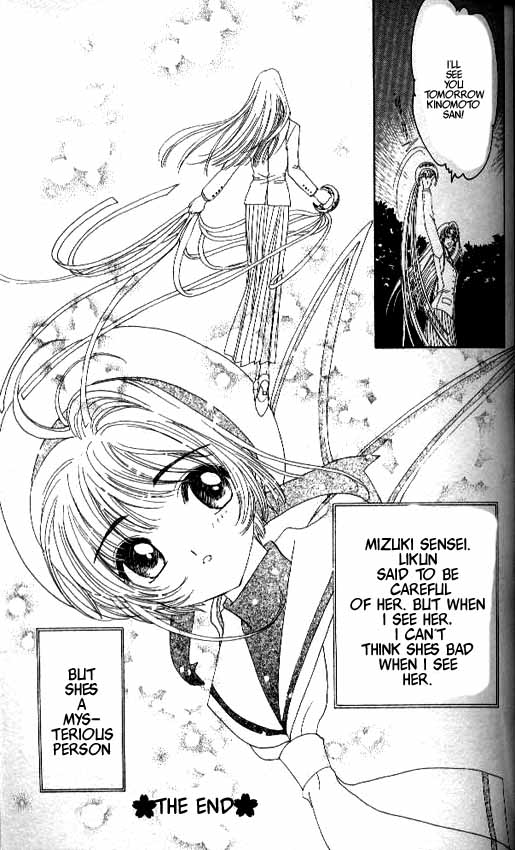 I'LL
SEE
YOU
TOMORROW
KINOMOTO
SAN!
MIZUKI SENSEI.
LIKUN
SAID TO BE
CAREFUL
OF HER. BUT WHEN
I SEE HER.
I CAN'T
THINK SHES BAD
WHEN I SEE
HER.
BUT
SHES
A
MYS-
TERIOUS
PERSON
THE END